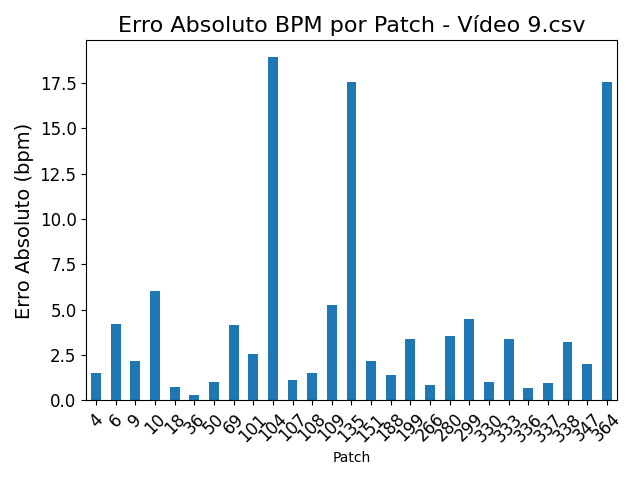 Erro Absoluto BPM por Patch - Vídeo 9.csv
Erro Absoluto (bpm)
17.5
15.0
12.5
10.0
7.5
5.0
2.5
0.0
4 6 9 10 18 36 50 69 101 104 107 108 109 135 151 188 199 266 280 299 330 333 336 337 338 347 364
Patch